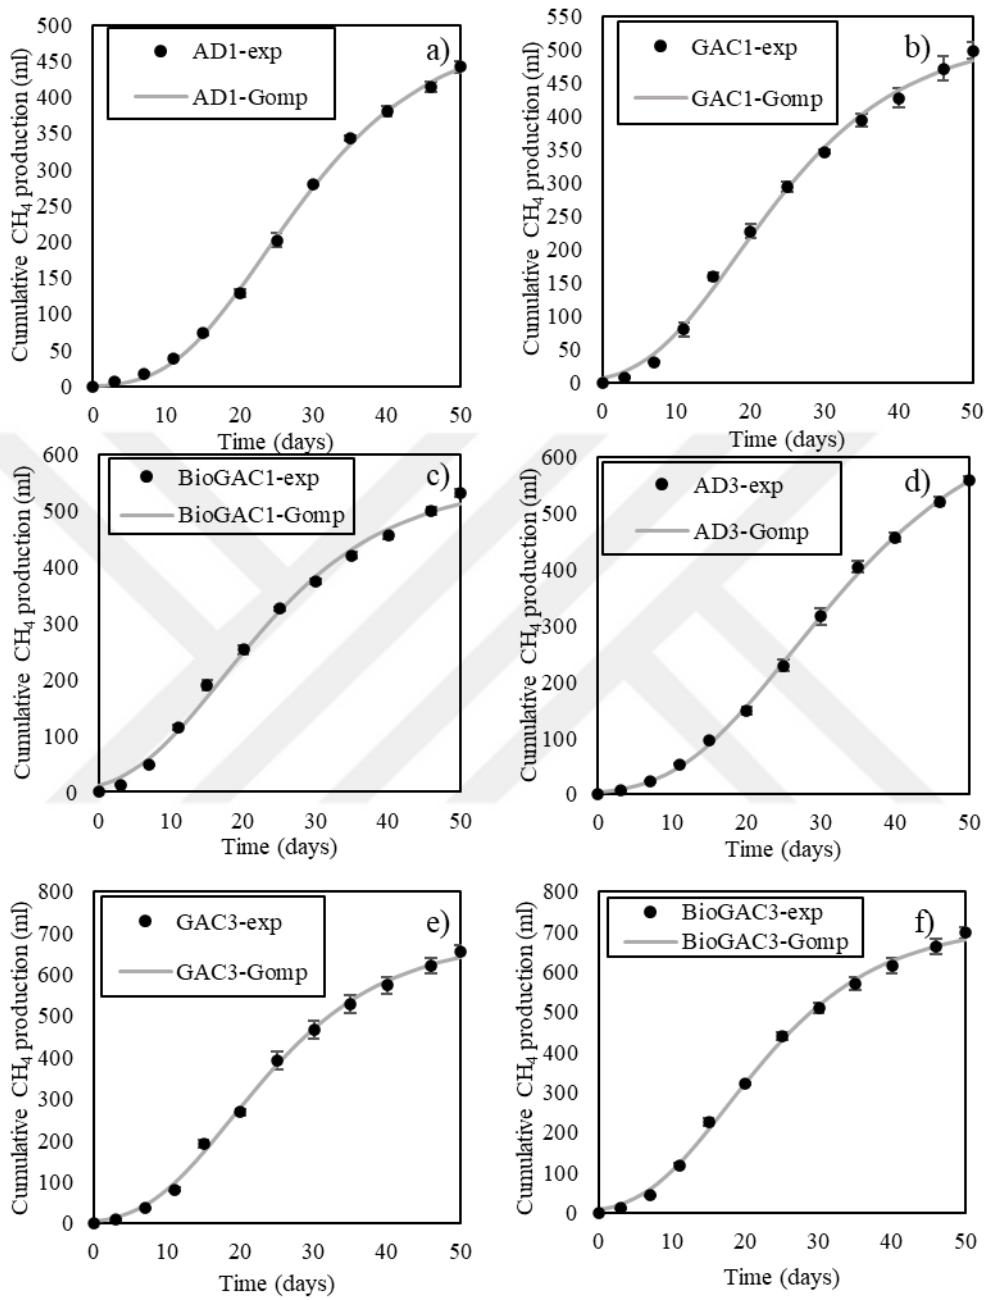 a)
AD1-exp
AD1-Gomp
Cumulative CH4 production (ml)
500
450
400
350
300
250
200
150
100
50
0
0 10 20 30 40 50
Time (days)
b)
GAC1-exp
GAC1-Gomp
Cumulative CH4 production (ml)
550
500
450
400
350
300
250
200
150
100
50
0
0 10 20 30 40 50
Time (days)
c)
BioGAC1-exp
BioGAC1-Gomp
Cumulative CH4 production (ml)
600
500
400
300
200
100
0
0 10 20 30 40 50
Time (days)
d)
AD3-exp
AD3-Gomp
Cumulative CH4 production (ml)
600
500
400
300
200
100
0
0 10 20 30 40 50
Time (days)
e)
GAC3-exp
GAC3-Gomp
Cumulative CH4 production (ml)
800
700
600
500
400
300
200
100
0
0 10 20 30 40 50
Time (days)
f)
BioGAC3-exp
BioGAC3-Gomp
Cumulative CH4 production (ml)
800
700
600
500
400
300
200
100
0
0 10 20 30 40 50
Time (days)